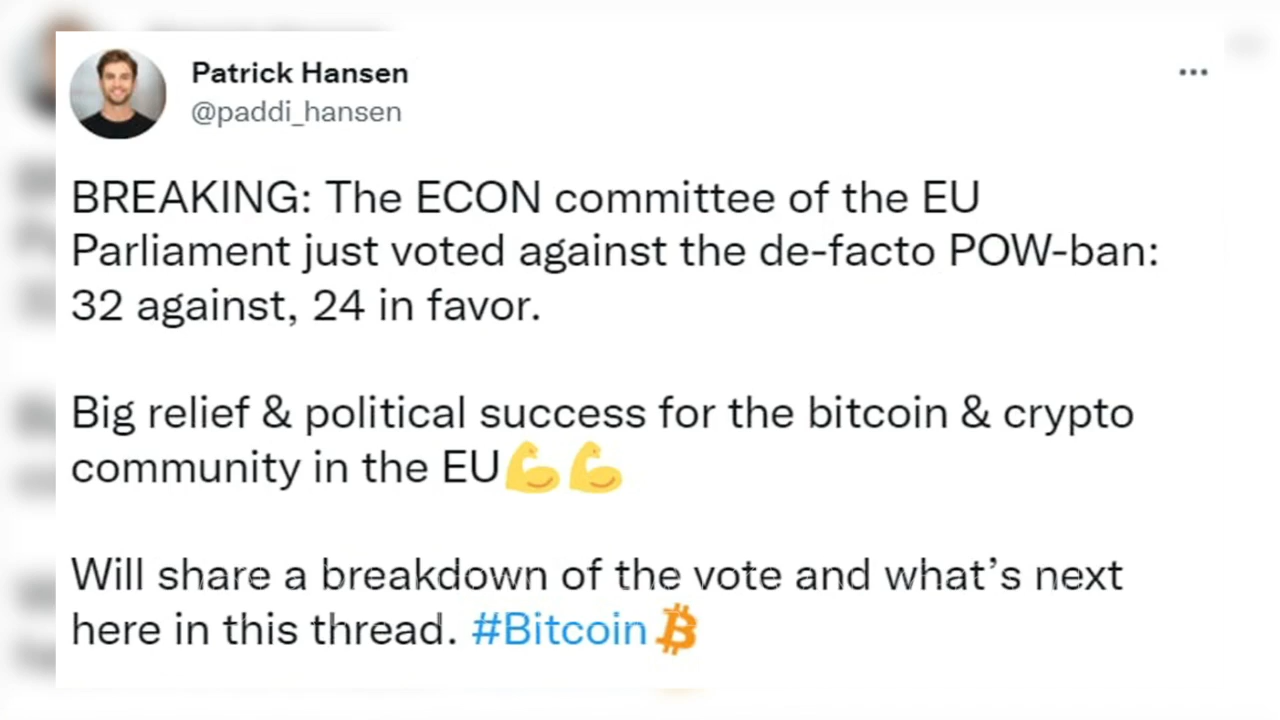 Patrick Hansen
@paddi_hansen
BREAKING: The ECON committee of the EU
Parliament just voted against the de-facto POW-ban:
32 against, 24 in favor.
Big relief & political success for the bitcoin & crypto
community in the EU💪💪
Will share a breakdown of the vote and what’s next
here in this thread. #Bitcoin